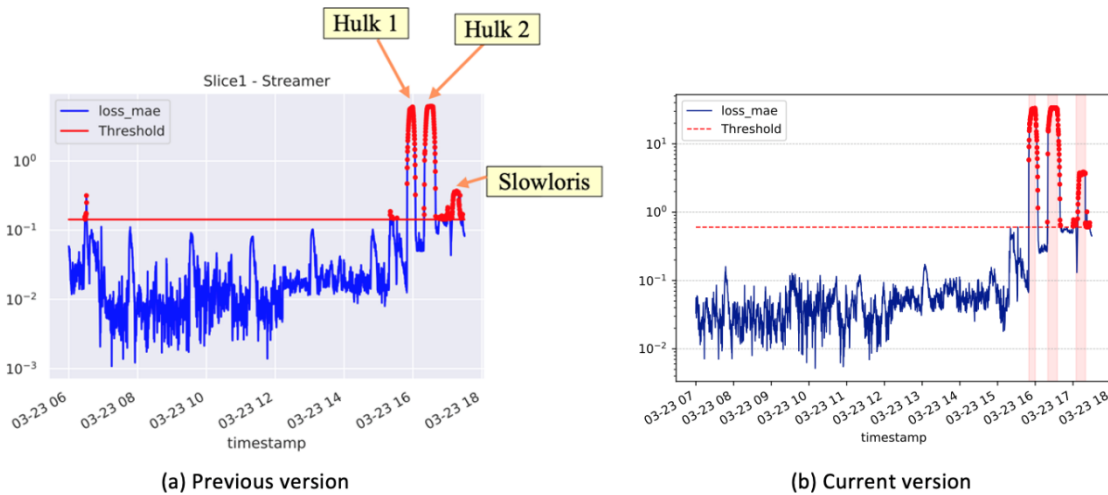 Hulk 1
Hulk 2
Slice1 - Streamer
loss_mae
Threshold
10⁰
10⁻¹
10⁻²
10⁻³
Slowloris
03-23 06
03-23 08
03-23 10
03-23 12
03-23 14
03-23 16
03-23 18
timestamp
(a) Previous version
loss_mae
Threshold
10¹
10⁰
10⁻¹
10⁻²
03-23 07
03-23 08
03-23 09
03-23 10
03-23 11
03-23 12
03-23 13
03-23 14
03-23 15
03-23 16
03-23 17
03-23 18
timestamp
(b) Current version